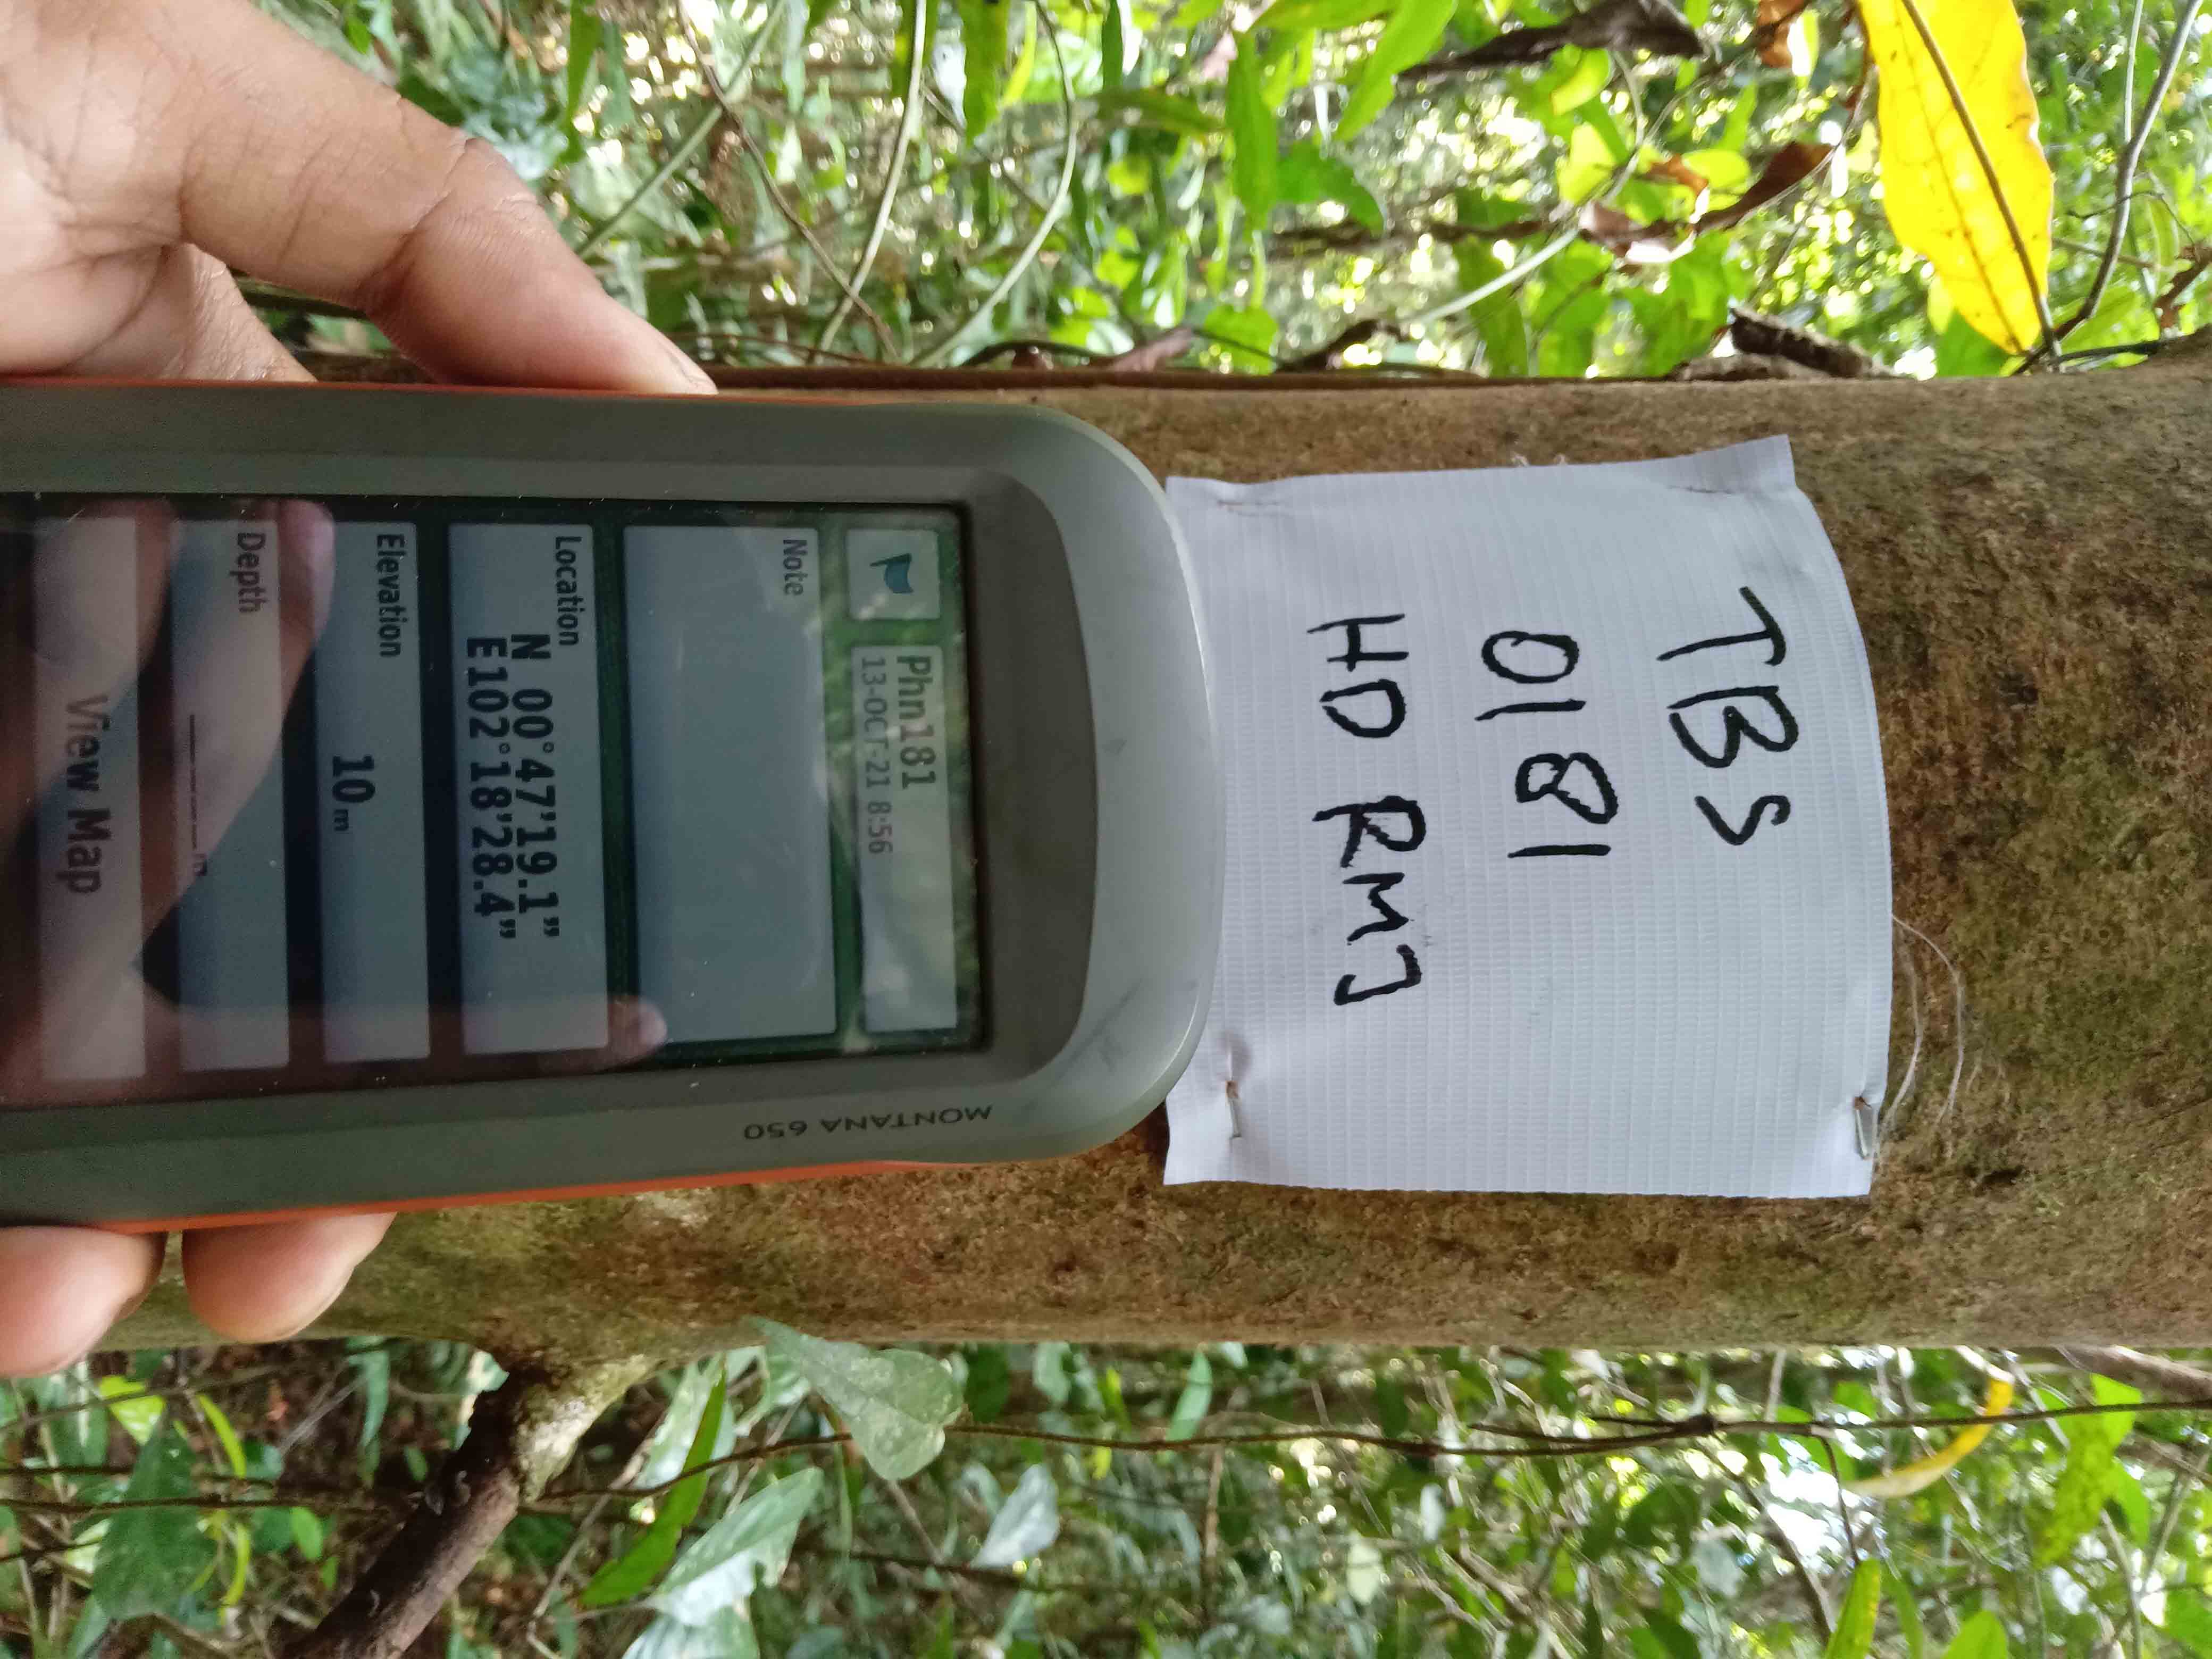 TBS
0181
HD RMJ
Phn181
13-OCT-21 8:56
Note
Location
N 00°47'19.1"
E102°18'28.4"
Elevation
10m
Depth
_____m
View Map
MONTANA 650